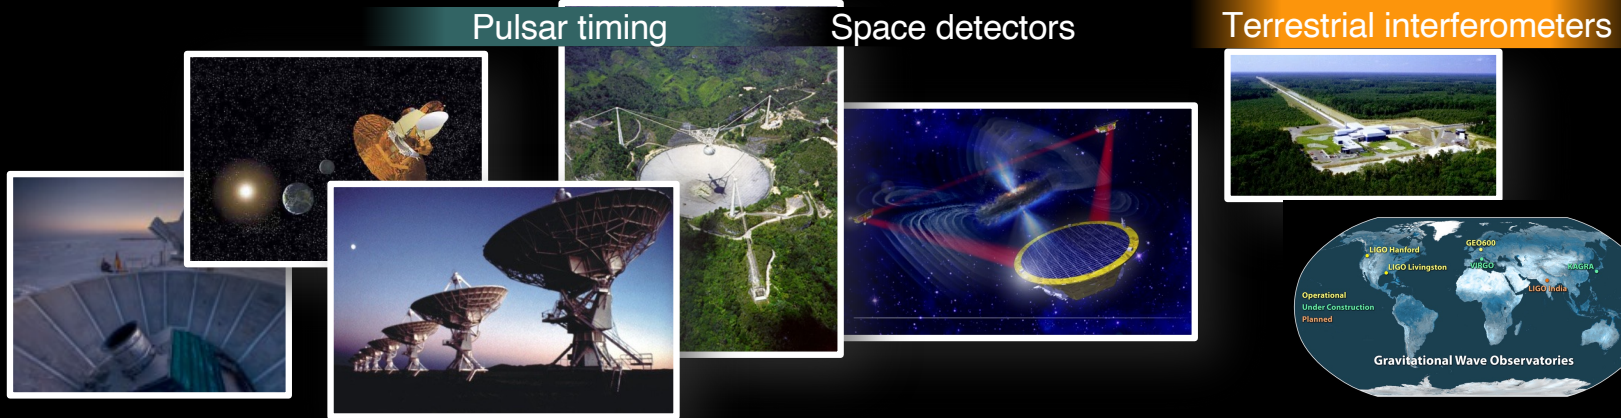 Pulsar timing
Space detectors
Terrestrial interferometers
LIGO Hanford
GEO600
LIGO Livingston
VIRGO
KAGRA
LIGO India
Operational
Under Construction
Planned
Gravitational Wave Observatories